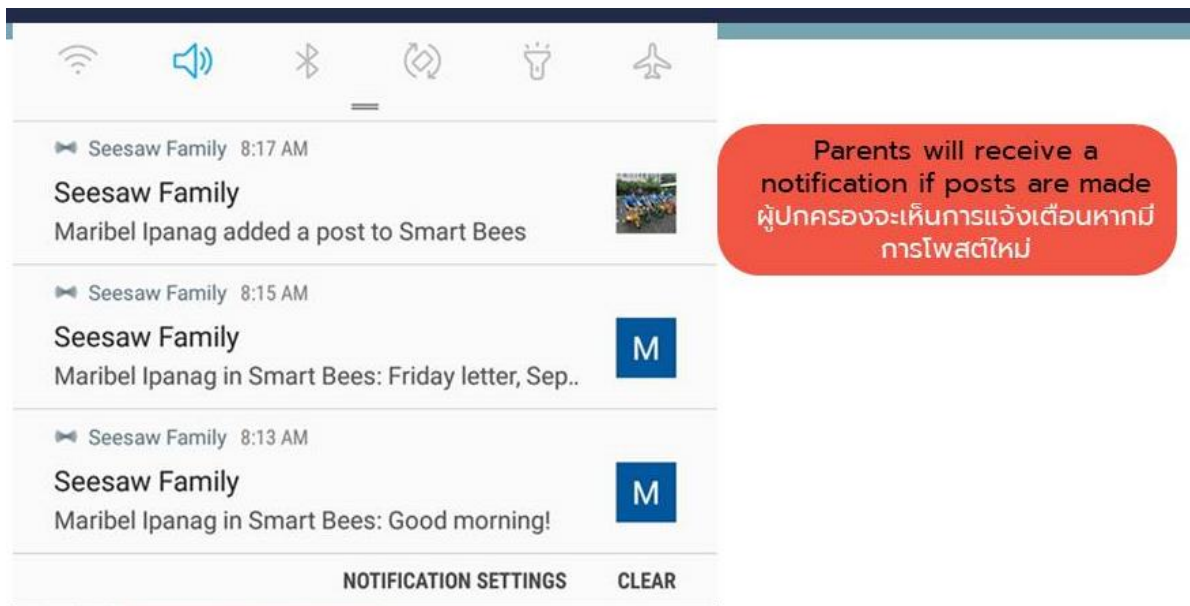 Seesaw Family 8:17 AM
Seesaw Family
Maribel Ipanag added a post to Smart Bees
Seesaw Family 8:15 AM
Seesaw Family
Maribel Ipanag in Smart Bees: Friday letter, Sep..
M
Seesaw Family 8:13 AM
Seesaw Family
Maribel Ipanag in Smart Bees: Good morning!
M
NOTIFICATION SETTINGS CLEAR
Parents will receive a
notification if posts are made
ผู้ปกครองจะเห็นการแจ้งเตือนหากมี
การโพสต์ใหม่